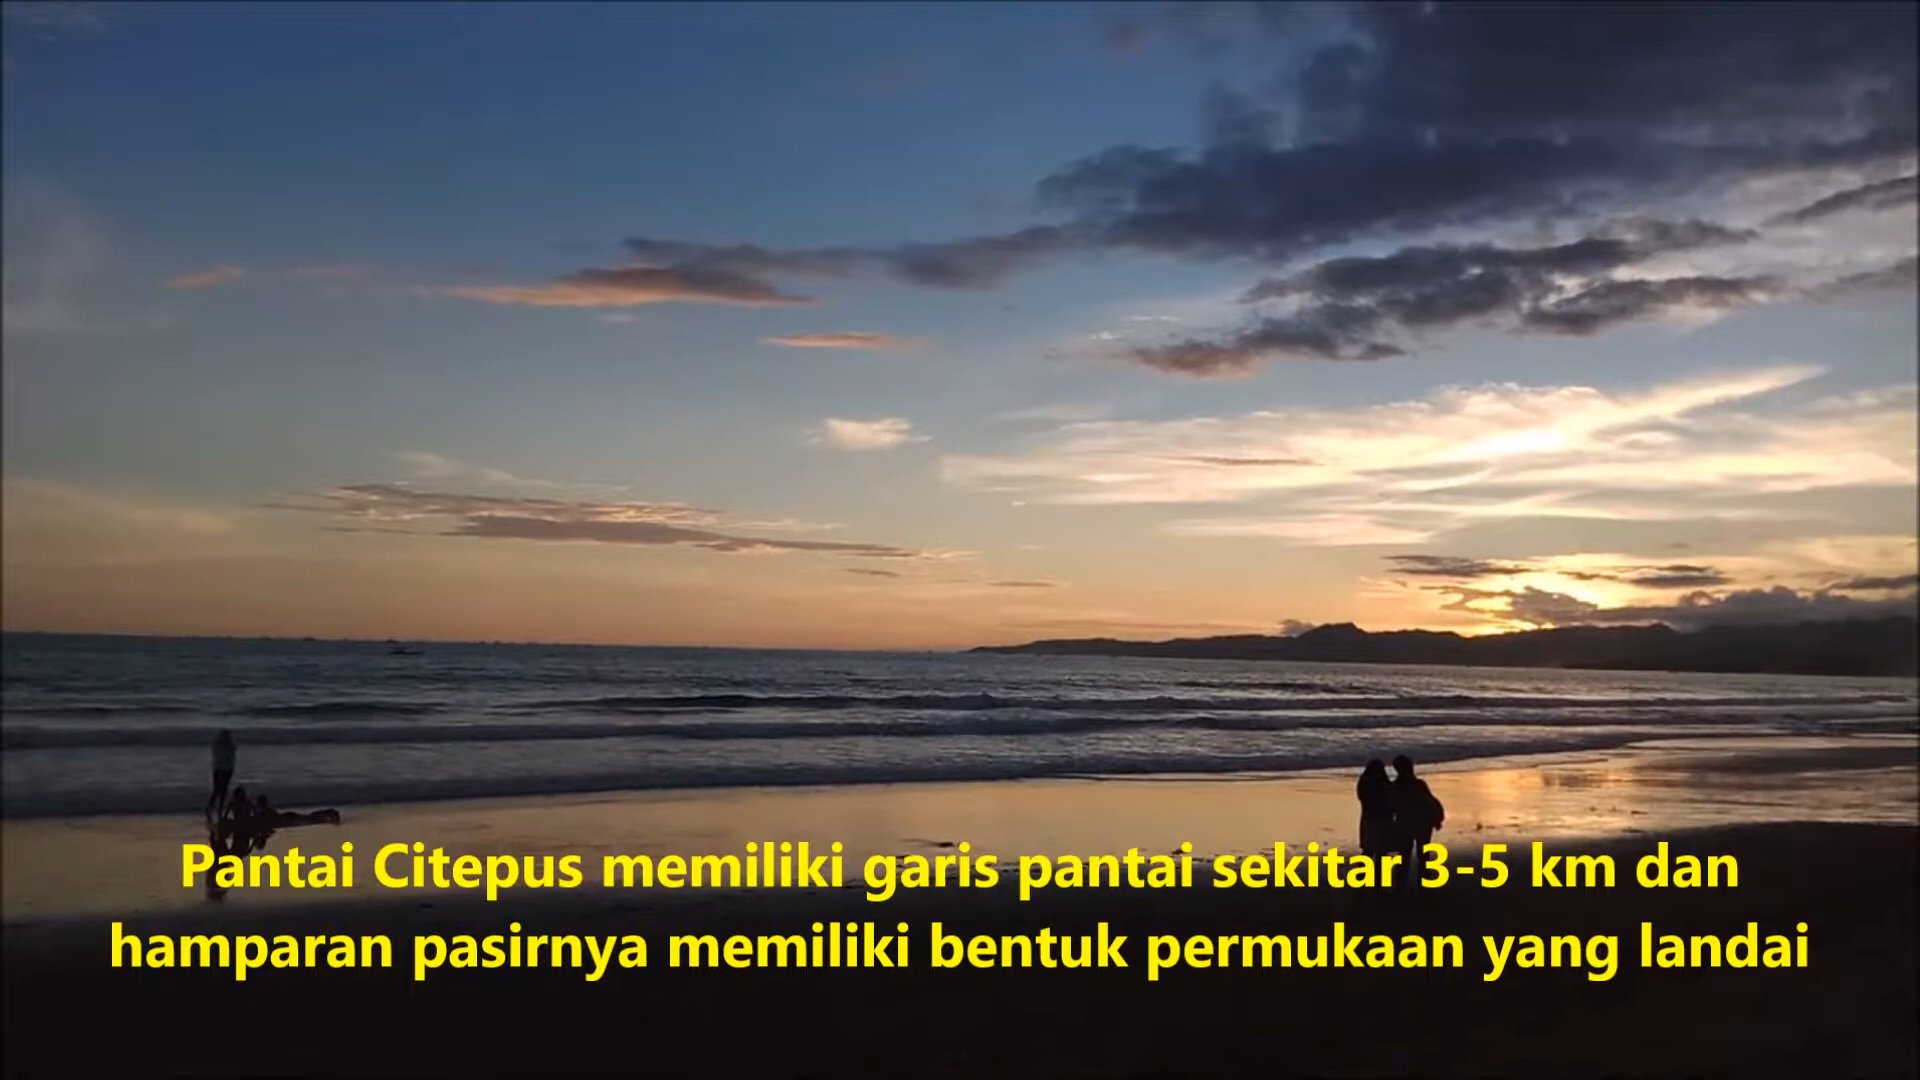 Pantai Citepus memiliki garis pantai sekitar 3-5 km dan
hamparan pasirnya memiliki bentuk permukaan yang landai